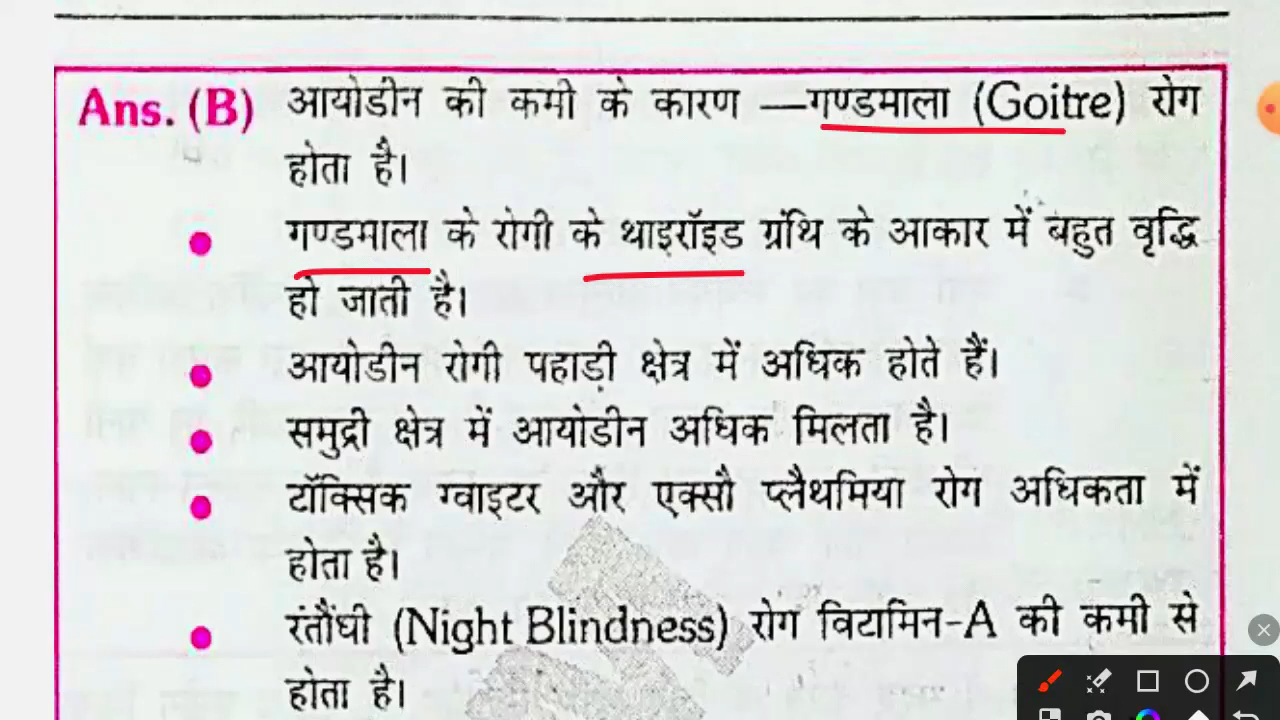 Ans. (B) आयोडीन की कमी के कारण —गण्डमाला (Goitre) रोग
होता है।
गण्डमाला के रोगी के थाइरॉइड ग्रंथि के आकार में बहुत वृद्धि
हो जाती है।
आयोडीन रोगी पहाड़ी क्षेत्र में अधिक होते हैं।
समुद्री क्षेत्र में आयोडीन अधिक मिलता है।
टॉक्सिक ग्वाइटर और एक्सौ प्लैथमिया रोग अधिकता में
होता है।
रंतौंधी (Night Blindness) रोग विटामिन-A की कमी से
होता है।